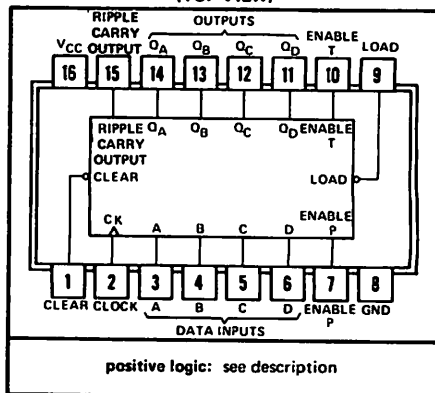 RIPPLE
CARRY OUTPUTS ENABLE
VCC OUTPUT QA QB QC QD T LOAD
16 15 14 13 12 11 10 9
RIPPLE QA QB QC QD ENABLE
CARRY T
OUTPUT
CLEAR LOAD
CK ENABLE
A B C D P
1 2 3 4 5 6 7 8
CLEAR CLOCK A B C D ENABLE GND
DATA INPUTS P
positive logic: see description